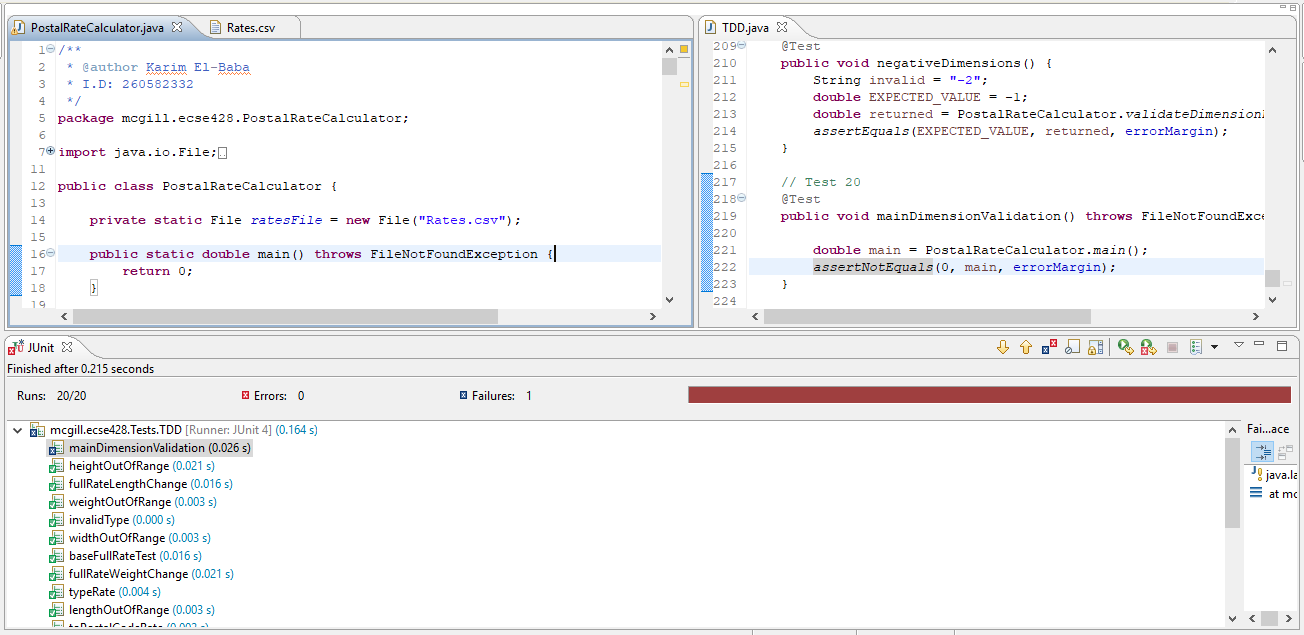 PostalRateCalculator.java
Rates.csv
1 /**
2 * @author Karim El-Baba
3 * I.D: 260582332
4 */
5 package mcgill.ecse428.PostalRateCalculator;
6
7 import java.io.File;
11
12 public class PostalRateCalculator {
13
14 private static File ratesFile = new File("Rates.csv");
15
16 public static double main() throws FileNotFoundException {
17 return 0;
18 }
19
TDD.java
209 @Test
210 public void negativeDimensions() {
211 String invalid = "-2";
212 double EXPECTED_VALUE = -1;
213 double returned = PostalRateCalculator.validateDimension
214 assertEquals(EXPECTED_VALUE, returned, errorMargin);
215 }
216
217 // Test 20
218 @Test
219 public void mainDimensionValidation() throws FileNotFoundExce
220
221 double main = PostalRateCalculator.main();
222 assertNotEquals(0, main, errorMargin);
223 }
224
JUnit
Finished after 0.215 seconds
Runs: 20/20 Errors: 0 Failures: 1
mcgill.ecse428.Tests.TDD [Runner: JUnit 4] (0.164 s)
mainDimensionValidation (0.026 s)
heightOutOfRange (0.021 s)
fullRateLengthChange (0.016 s)
weightOutOfRange (0.003 s)
invalidType (0.000 s)
widthOutOfRange (0.003 s)
baseFullRateTest (0.016 s)
fullRateWeightChange (0.021 s)
typeRate (0.004 s)
lengthOutOfRange (0.003 s)
Fai...ace
java.la
at mc